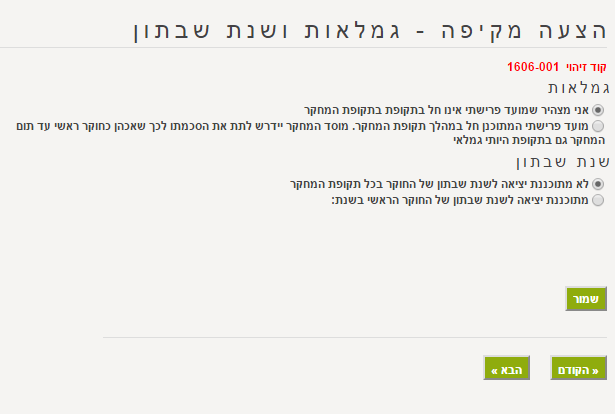 הצעה מקיפה - גמלאות ושנת שבתון
קוד זיהוי 1606-001
גמלאות
אני מצהיר שמועד פרישתי אינו חל בתקופת בתקופת המחקר
מועד פרישתי המתוכנן חל במהלך תקופת המחקר. מוסד המחקר יידרש לתת את הסכמתו לכך שאכהן כחוקר ראשי עד תום
המחקר גם בתקופת היותי גמלאי
שנת שבתון
לא מתוכננת יציאה לשנת שבתון של החוקר בכל תקופת המחקר
מתוכננת יציאה לשנת שבתון של החוקר הראשי בשנת:
שמור
« הקודם
הבא »